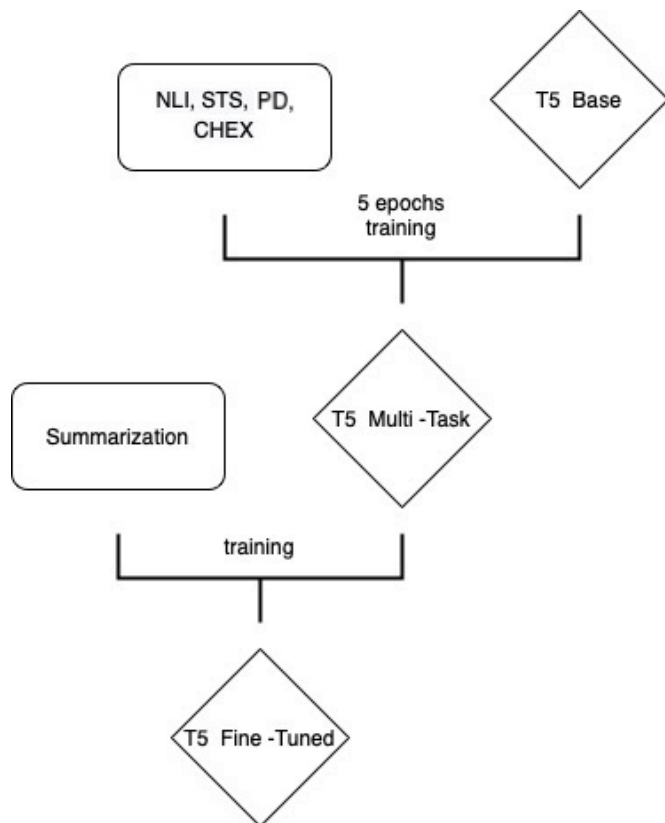 NLI, STS, PD,
CHEX
T5 Base
5 epochs
training
T5 Multi -Task
Summarization
training
T5 Fine -Tuned